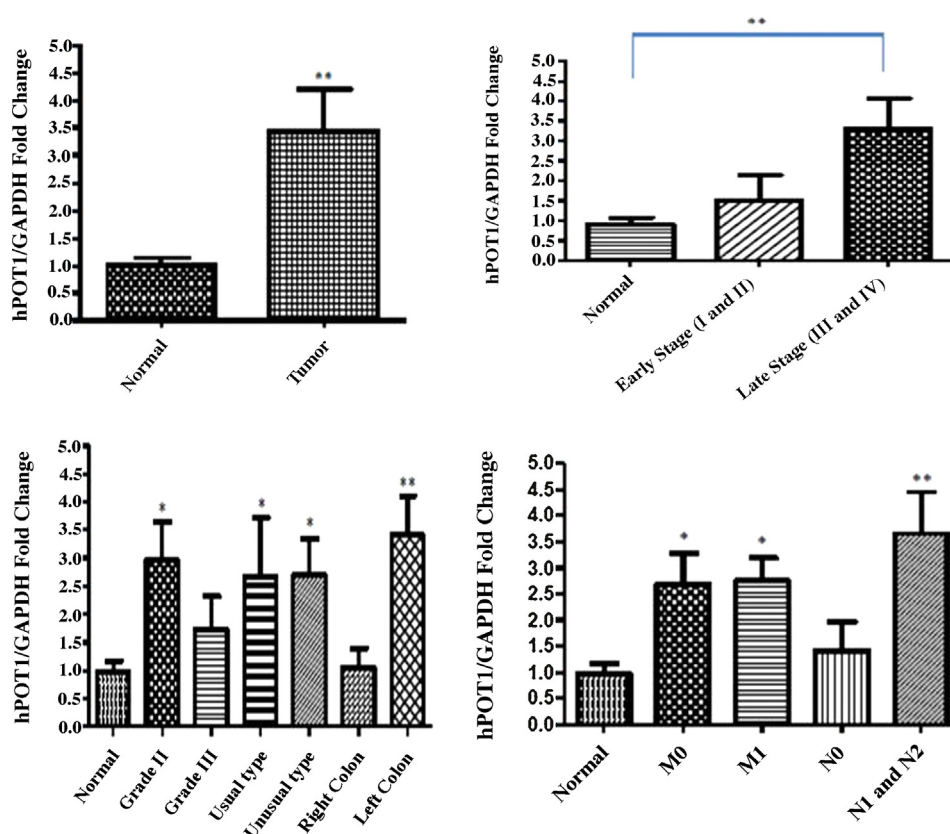 hPOT1/GAPDH Fold Change
5.0
4.5
4.0
3.5
3.0
2.5
2.0
1.5
1.0
0.5
0.0
**
Normal
Tumor
**
hPOT1/GAPDH Fold Change
5.0
4.5
4.0
3.5
3.0
2.5
2.0
1.5
1.0
0.5
0.0
Normal
Early Stage (I and II)
Late Stage (III and IV)
hPOT1/GAPDH Fold Change
5.0
4.5
4.0
3.5
3.0
2.5
2.0
1.5
1.0
0.5
0.0
*
*
*
**
Normal
Grade II
Grade III
Usual type
Unusual type
Right Colon
Left Colon
hPOT1/GAPDH Fold Change
5.0
4.5
4.0
3.5
3.0
2.5
2.0
1.5
1.0
0.5
0.0
*
*
**
Normal
M0
M1
N0
N1 and N2